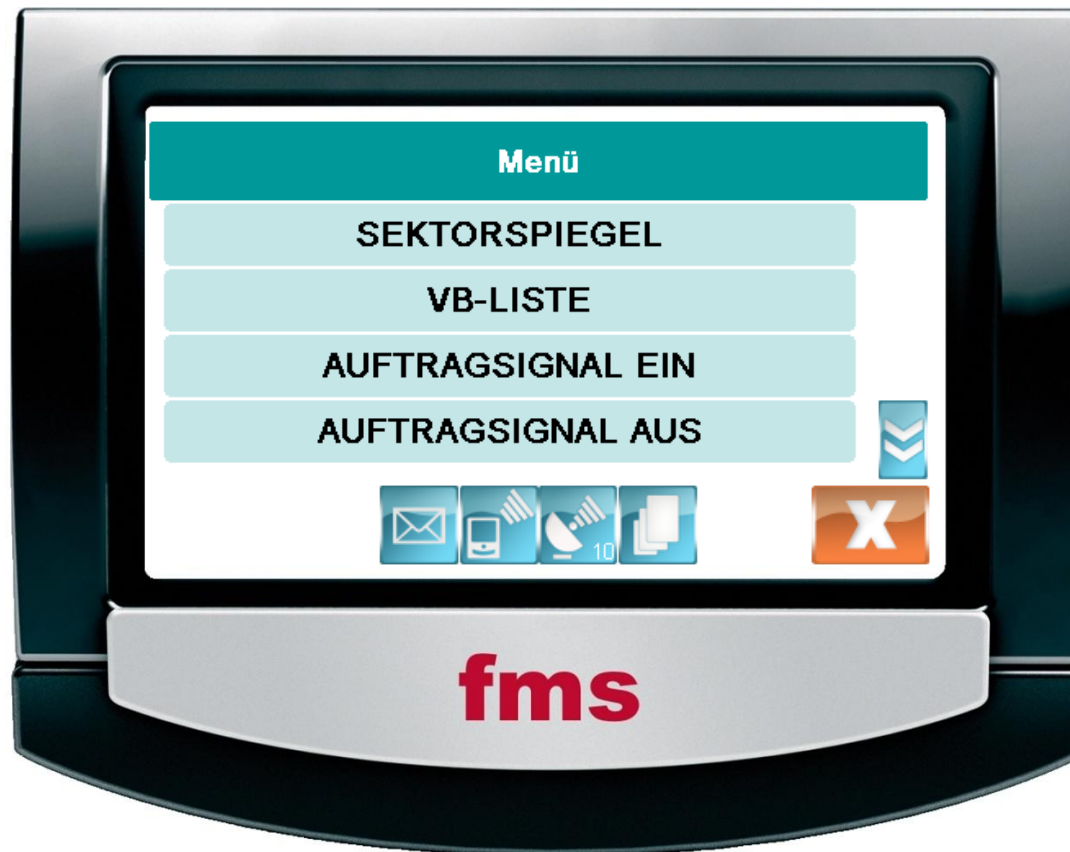 Menü
SEKTORSPIEGEL
VB-LISTE
AUFTRAGSIGNAL EIN
AUFTRAGSIGNAL AUS
10
X
fms